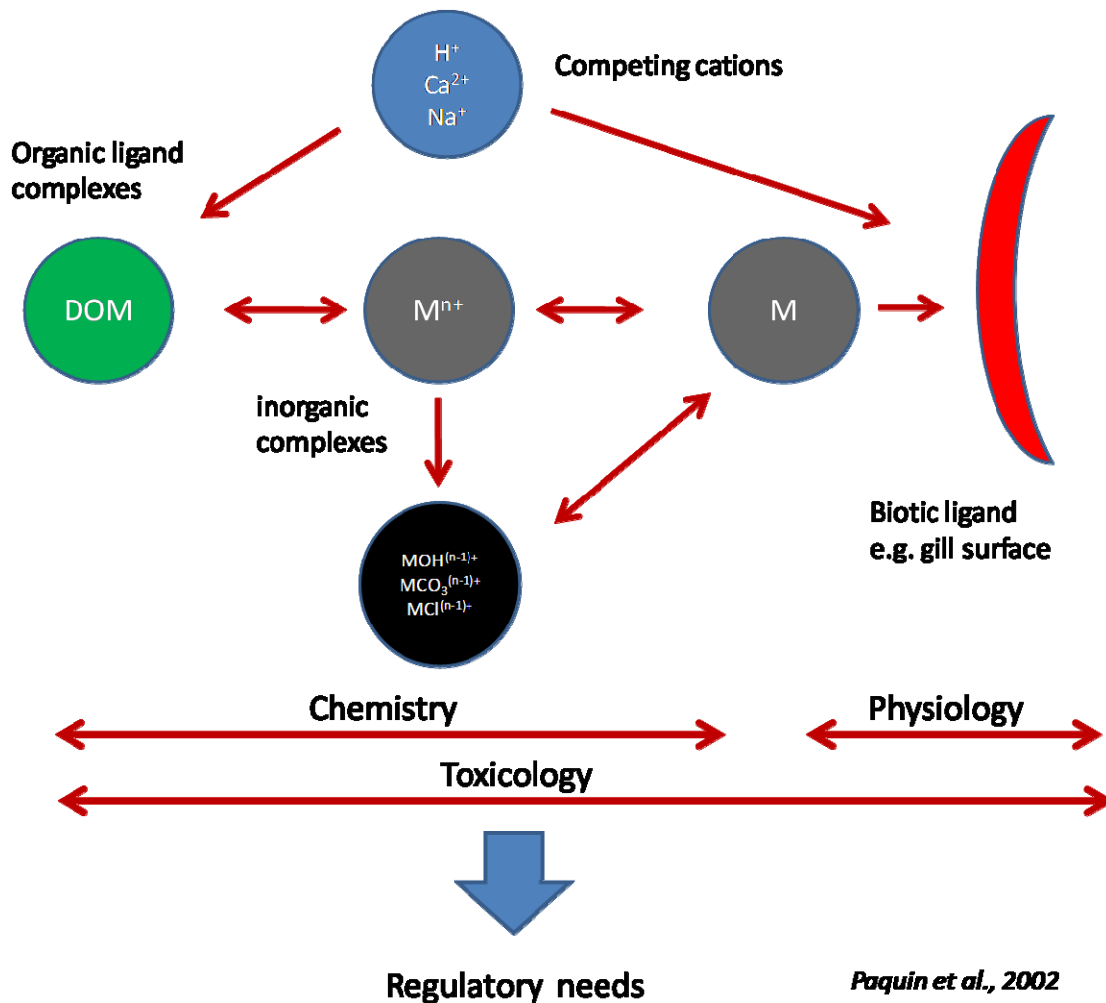 H⁺
Ca²⁺
Na⁺
Competing cations
Organic ligand
complexes
DOM
Mⁿ⁺
M
inorganic
complexes
MOH⁽ⁿ⁻¹⁾⁺
MCO₃⁽ⁿ⁻¹⁾⁺
MCl⁽ⁿ⁻¹⁾⁺
Biotic ligand
e.g. gill surface
Chemistry
Physiology
Toxicology
Regulatory needs
Paquin et al., 2002